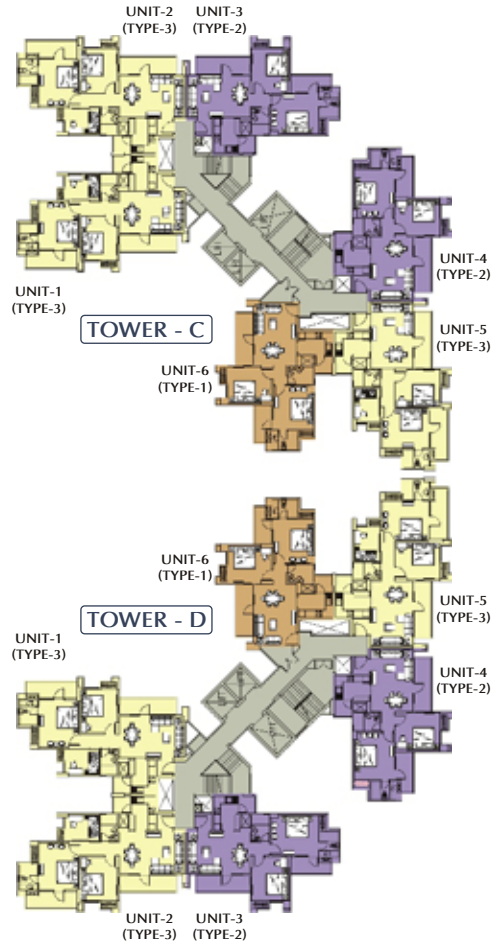 UNIT-2
(TYPE-3)
UNIT-3
(TYPE-2)
UNIT-4
(TYPE-2)
UNIT-1
(TYPE-3)
TOWER - C
UNIT-5
(TYPE-3)
UNIT-6
(TYPE-1)
UNIT-6
(TYPE-1)
UNIT-5
(TYPE-3)
TOWER - D
UNIT-1
(TYPE-3)
UNIT-4
(TYPE-2)
UNIT-2
(TYPE-3)
UNIT-3
(TYPE-2)